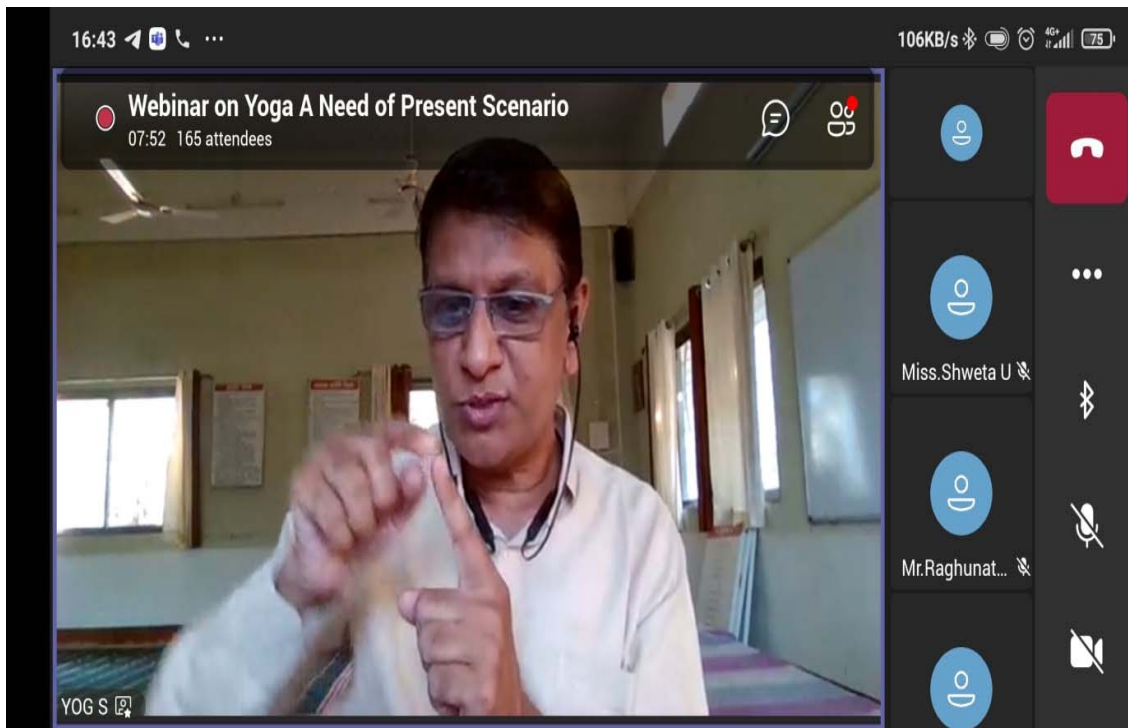 16:43 ... 106KB/s 4G+ 75
Webinar on Yoga A Need of Present Scenario
07:52 165 attendees
Miss.Shweta U
Mr.Raghunat...
YOG S